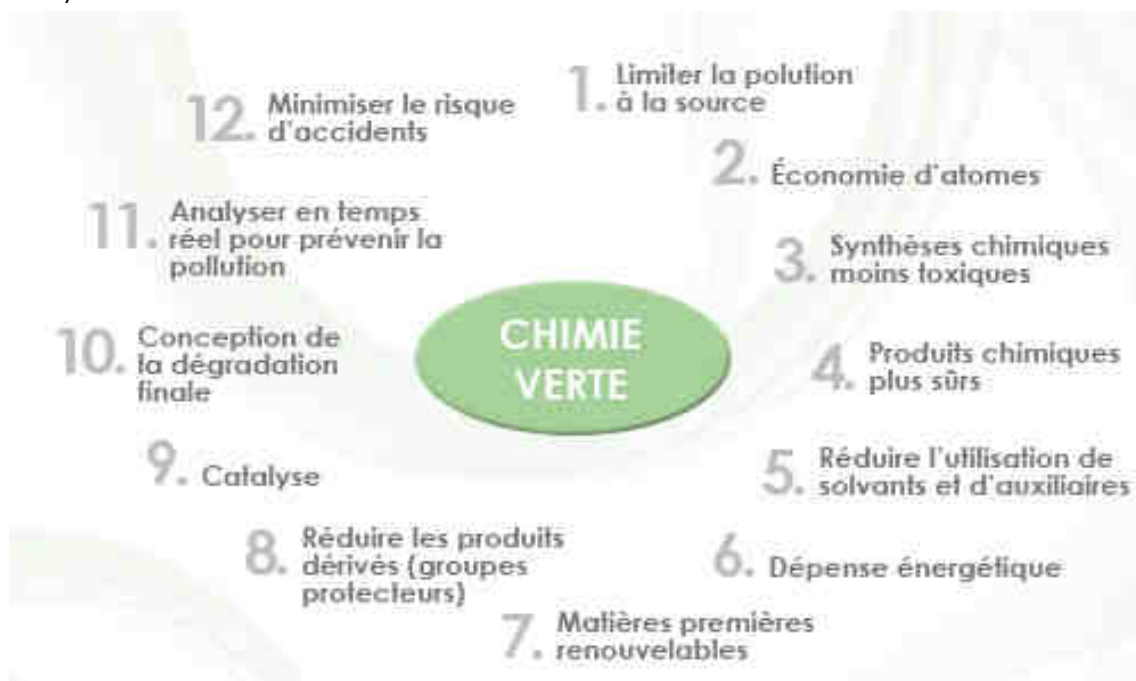 1. Limiter la polution
à la source
2. Économie d'atomes
3. Synthèses chimiques
moins toxiques
4. Produits chimiques
plus sûrs
5. Réduire l'utilisation de
solvants et d'auxiliaires
6. Dépense énergétique
7. Matières premières
renouvelables
8. Réduire les produits
dérivés (groupes
protecteurs)
9. Catalyse
10. Conception de
la dégradation
finale
11. Analyser en temps
réel pour prévenir la
pollution
12. Minimiser le risque
d'accidents
CHIMIE
VERTE